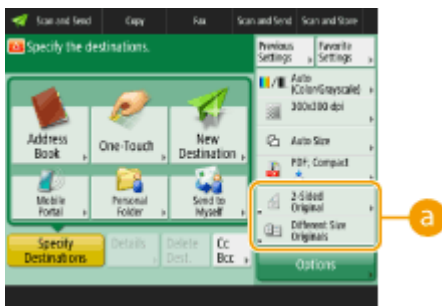 Scan and Send
Copy
Fax
Scan and Send
Scan and Store
Specify the destinations.
Previous
Settings
Favorite
Settings
Auto
(Color/Grayscale)
300x300 dpi
Auto Size
PDF; Compact
Address
Book
One-Touch
New
Destination
Mobile
Portal
Personal
Folder
Send to
Myself
2-Sided
Original
Different Size
Originals
a
Specify
Destinations
Details
Delete
Dest.
Cc
Bcc
Options